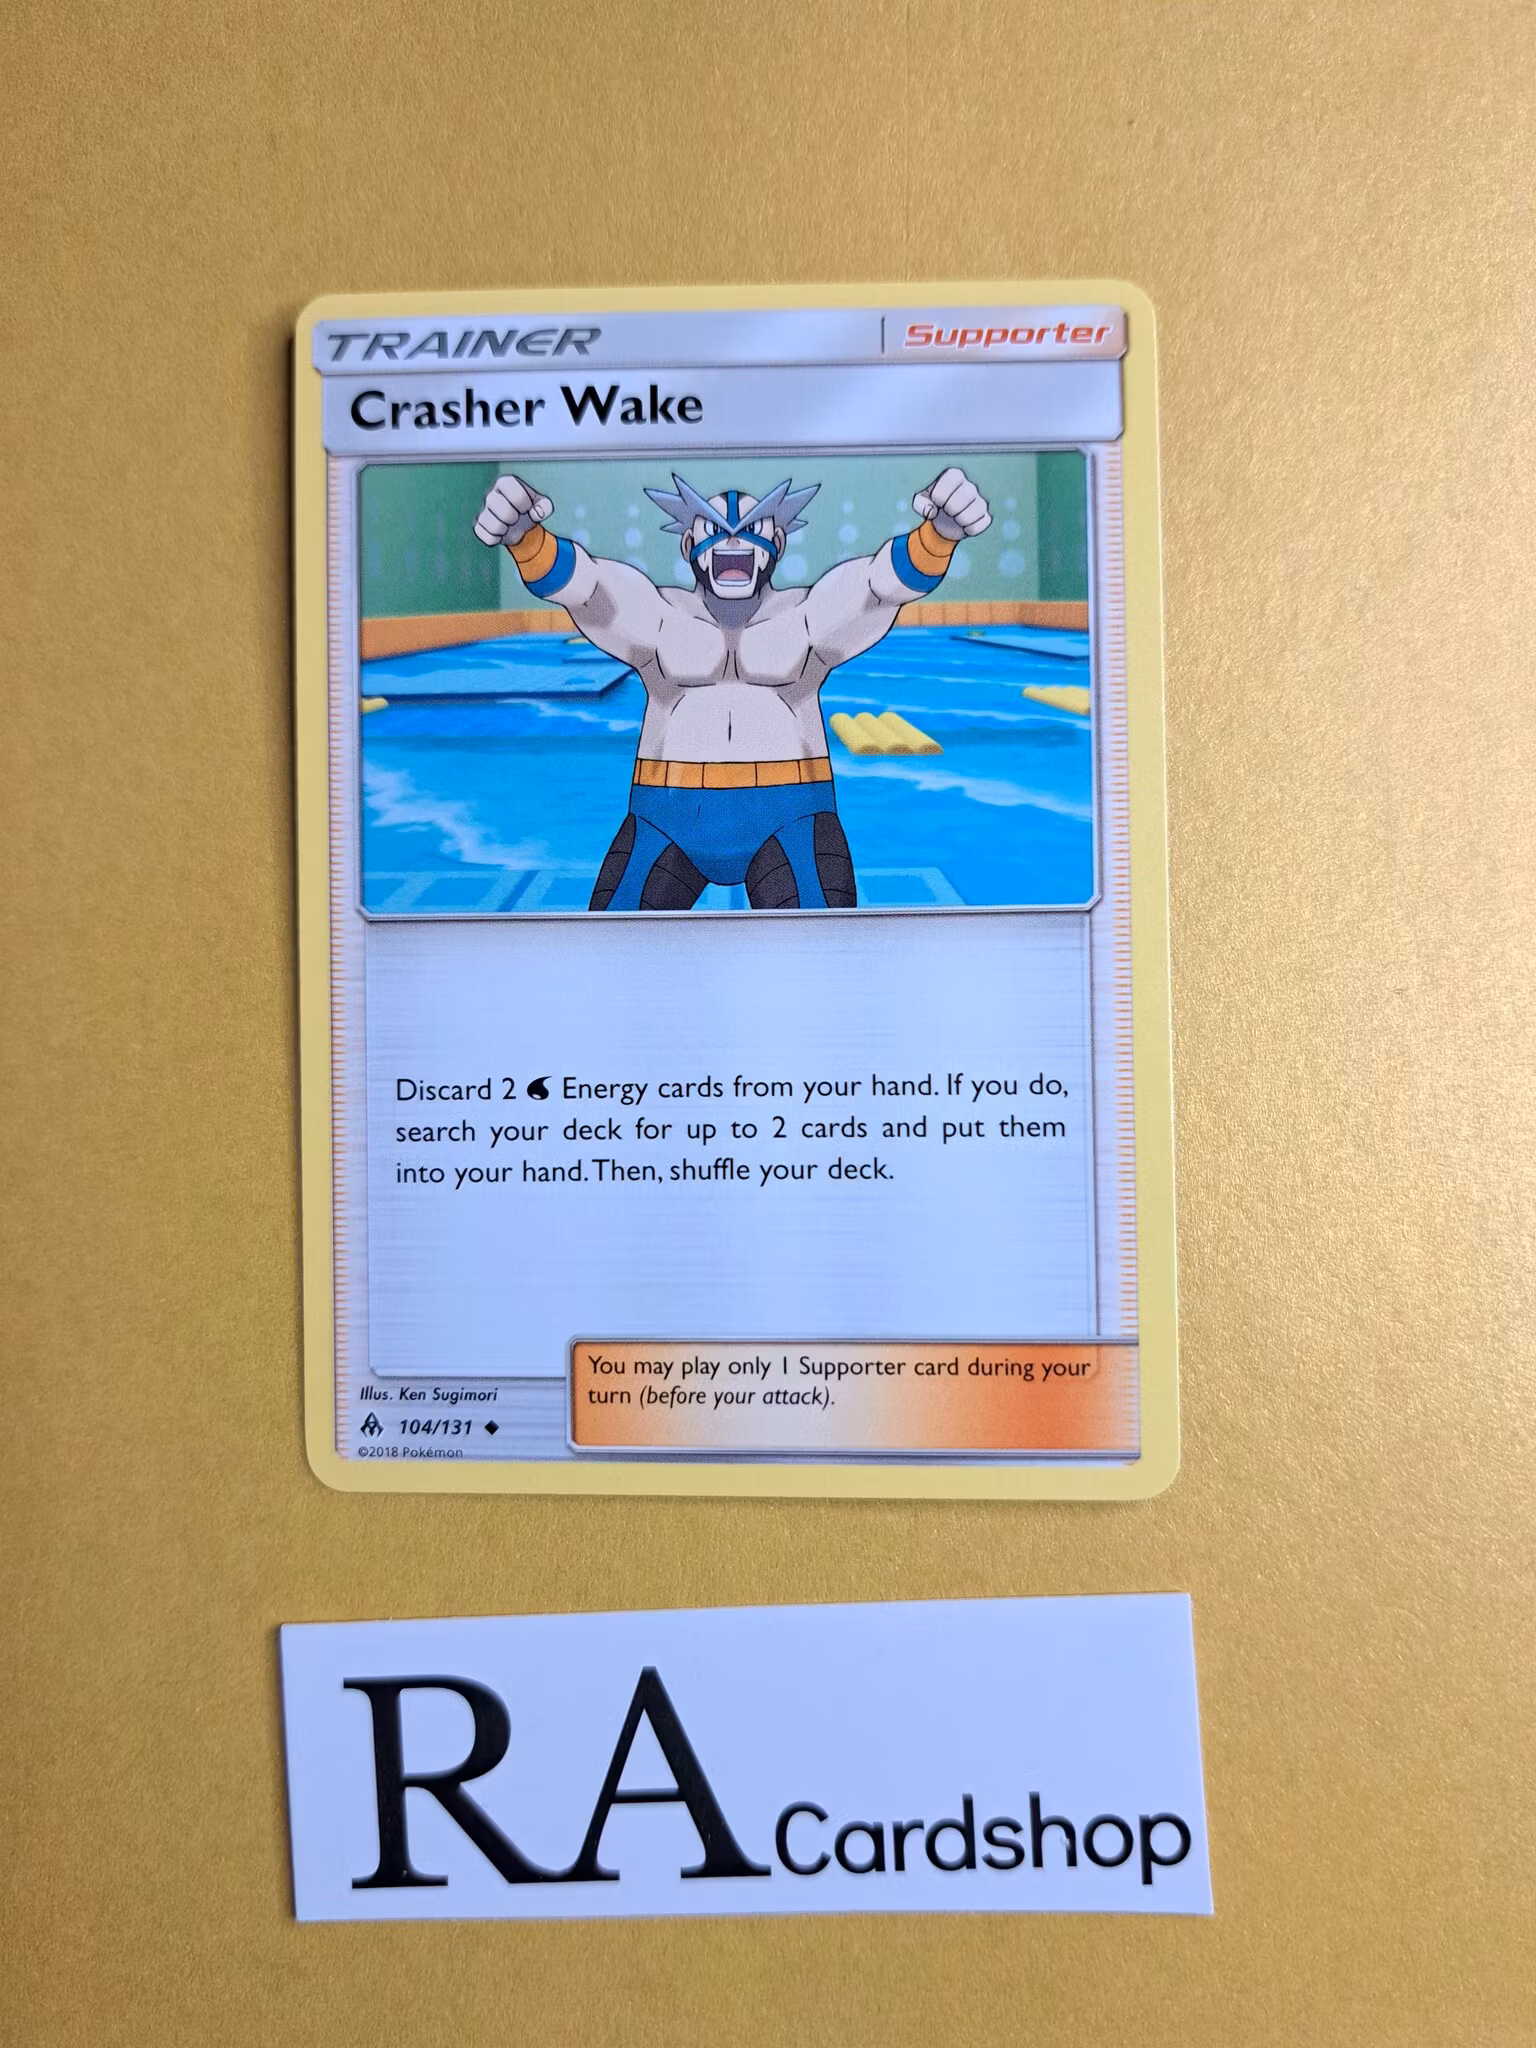 TRAINER Supporter
Crasher Wake
Discard 2 Energy cards from your hand. If you do,
search your deck for up to 2 cards and put them
into your hand. Then, shuffle your deck.
You may play only 1 Supporter card during your
turn (before your attack).
Illus. Ken Sugimori
104/131
©2018 Pokémon
RA Cardshop